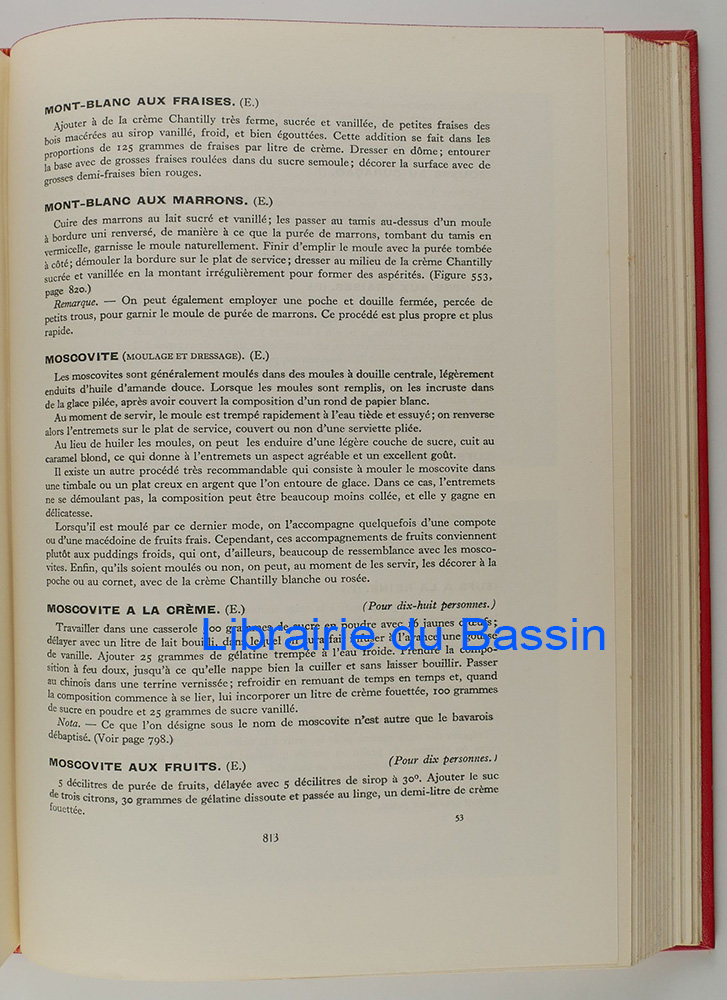 MONT-BLANC AUX FRAISES. (E.)
Ajouter à de la crème Chantilly très ferme, sucrée et vanillée, de petites fraises des
bois macérées au sirop vanillé, froid, et bien égouttées. Cette addition se fait dans les
proportions de 125 grammes de fraises par litre de crème. Dresser en dôme; entourer
la base avec de grosses fraises roulées dans du sucre semoule; décorer la surface avec de
grosses demi-fraises bien rouges.
MONT-BLANC AUX MARRONS. (E.)
Cuire des marrons au lait sucré et vanillé; les passer au tamis au-dessus d'un moule
à bordure uni renversé, de manière à ce que la purée de marrons, tombant du tamis en
vermicelle, garnisse le moule naturellement. Finir d'emplir le moule avec la purée tombée
à côté; démouler la bordure sur le plat de service; dresser au milieu de la crème Chantilly
sucrée et vanillée en la montant irrégulièrement pour former des aspérités. (Figure 553,
page 820.)
Remarque. — On peut également employer une poche et douille fermée, percée de
petits trous, pour garnir le moule de purée de marrons. Ce procédé est plus propre et plus
rapide.
MOSCOVITE (MOULAGE ET DRESSAGE). (E.)
Les moscovites sont généralement moulés dans des moules à douille centrale, légèrement
enduits d'huile d'amande douce. Lorsque les moules sont remplis, on les incruste dans
de la glace pilée, après avoir couvert la composition d'un rond de papier blanc.
Au moment de servir, le moule est trempé rapidement à l'eau tiède et essuyé; on renverse
alors l'entremets sur le plat de service, couvert ou non d'une serviette pliée.
Au lieu de huiler les moules, on peut les enduire d'une légère couche de sucre, cuit au
caramel blond, ce qui donne à l'entremets un aspect agréable et un excellent goût.
Il existe un autre procédé très recommandable qui consiste à mouler le moscovite dans
une timbale ou un plat creux en argent que l'on entoure de glace. Dans ce cas, l'entremets
ne se démoulant pas, la composition peut être beaucoup moins collée, et elle y gagne en
délicatesse.
Lorsqu'il est moulé par ce dernier mode, on l'accompagne quelquefois d'une compote
ou d'une macédoine de fruits frais. Cependant, ces accompagnements de fruits conviennent
plutôt aux puddings froids, qui ont, d'ailleurs, beaucoup de ressemblance avec les mosco-
vites. Enfin, qu'ils soient moulés ou non, on peut, au moment de les servir, les décorer à la
poche ou au cornet, avec de la crème Chantilly blanche ou rosée.
MOSCOVITE A LA CRÈME. (E.) (Pour dix-huit personnes.)
Travailler dans une casserole 400 grammes de sucre en poudre avec 16 jaunes d'œufs;
délayer avec un litre de lait bouilli, dans lequel on aura fait infuser à l'avance une gousse
de vanille. Ajouter 25 grammes de gélatine trempée à l'eau froide. Prendre la compo-
sition à feu doux, jusqu'à ce qu'elle nappe bien la cuiller et sans laisser bouillir. Passer
au chinois dans une terrine vernissée; refroidir en remuant de temps en temps et, quand
la composition commence à se lier, lui incorporer un litre de crème fouettée, 100 grammes
de sucre en poudre et 25 grammes de sucre vanillé.
Nota. — Ce que l'on désigne sous le nom de moscovite n'est autre que le bavarois
débaptisé. (Voir page 798.)
Librairie du Bassin
MOSCOVITE AUX FRUITS. (E.) (Pour dix personnes.)
5 décilitres de purée de fruits, délayée avec 5 décilitres de sirop à 30°. Ajouter le suc
de trois citrons, 30 grammes de gélatine dissoute et passée au linge, un demi-litre de crème
fouettée.
53
813